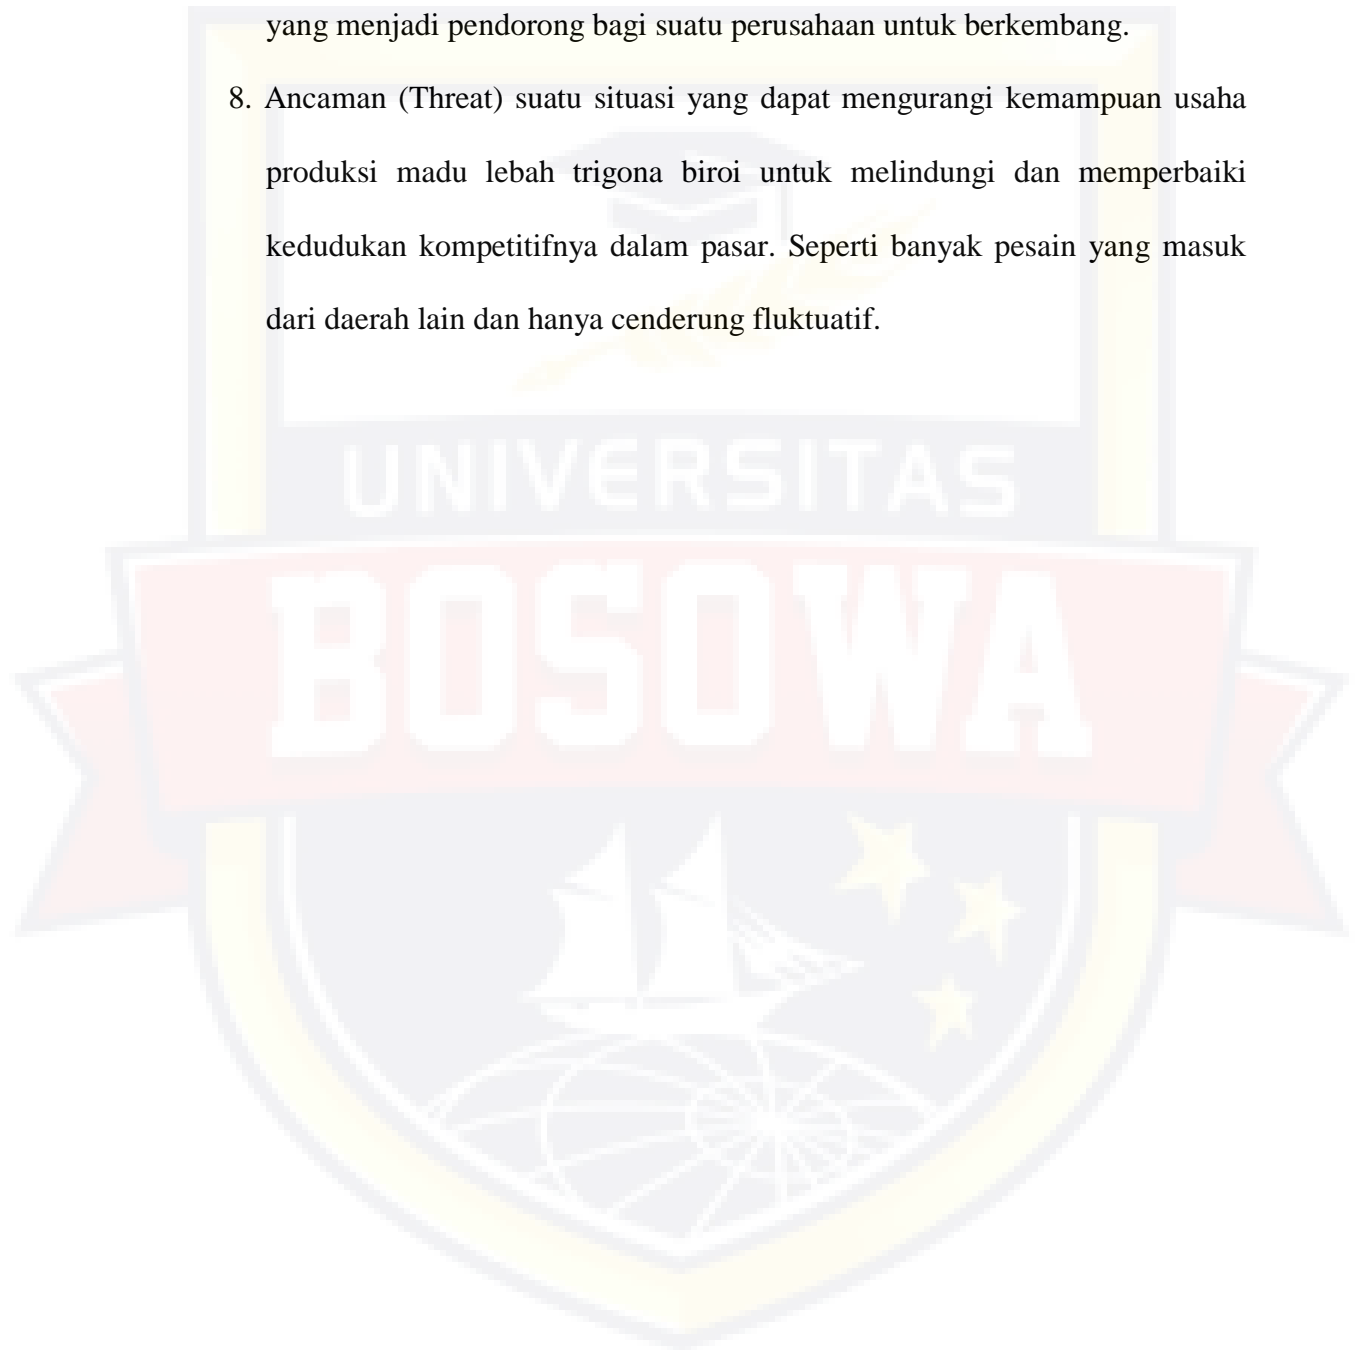 yang menjadi pendorong bagi suatu perusahaan untuk berkembang.
8. Ancaman (Threat) suatu situasi yang dapat mengurangi kemampuan usaha
produksi madu lebah trigona biroi untuk melindungi dan memperbaiki
kedudukan kompetitifnya dalam pasar. Seperti banyak pesain yang masuk
dari daerah lain dan hanya cenderung fluktuatif.
UNIVERSITAS
BOSOWA